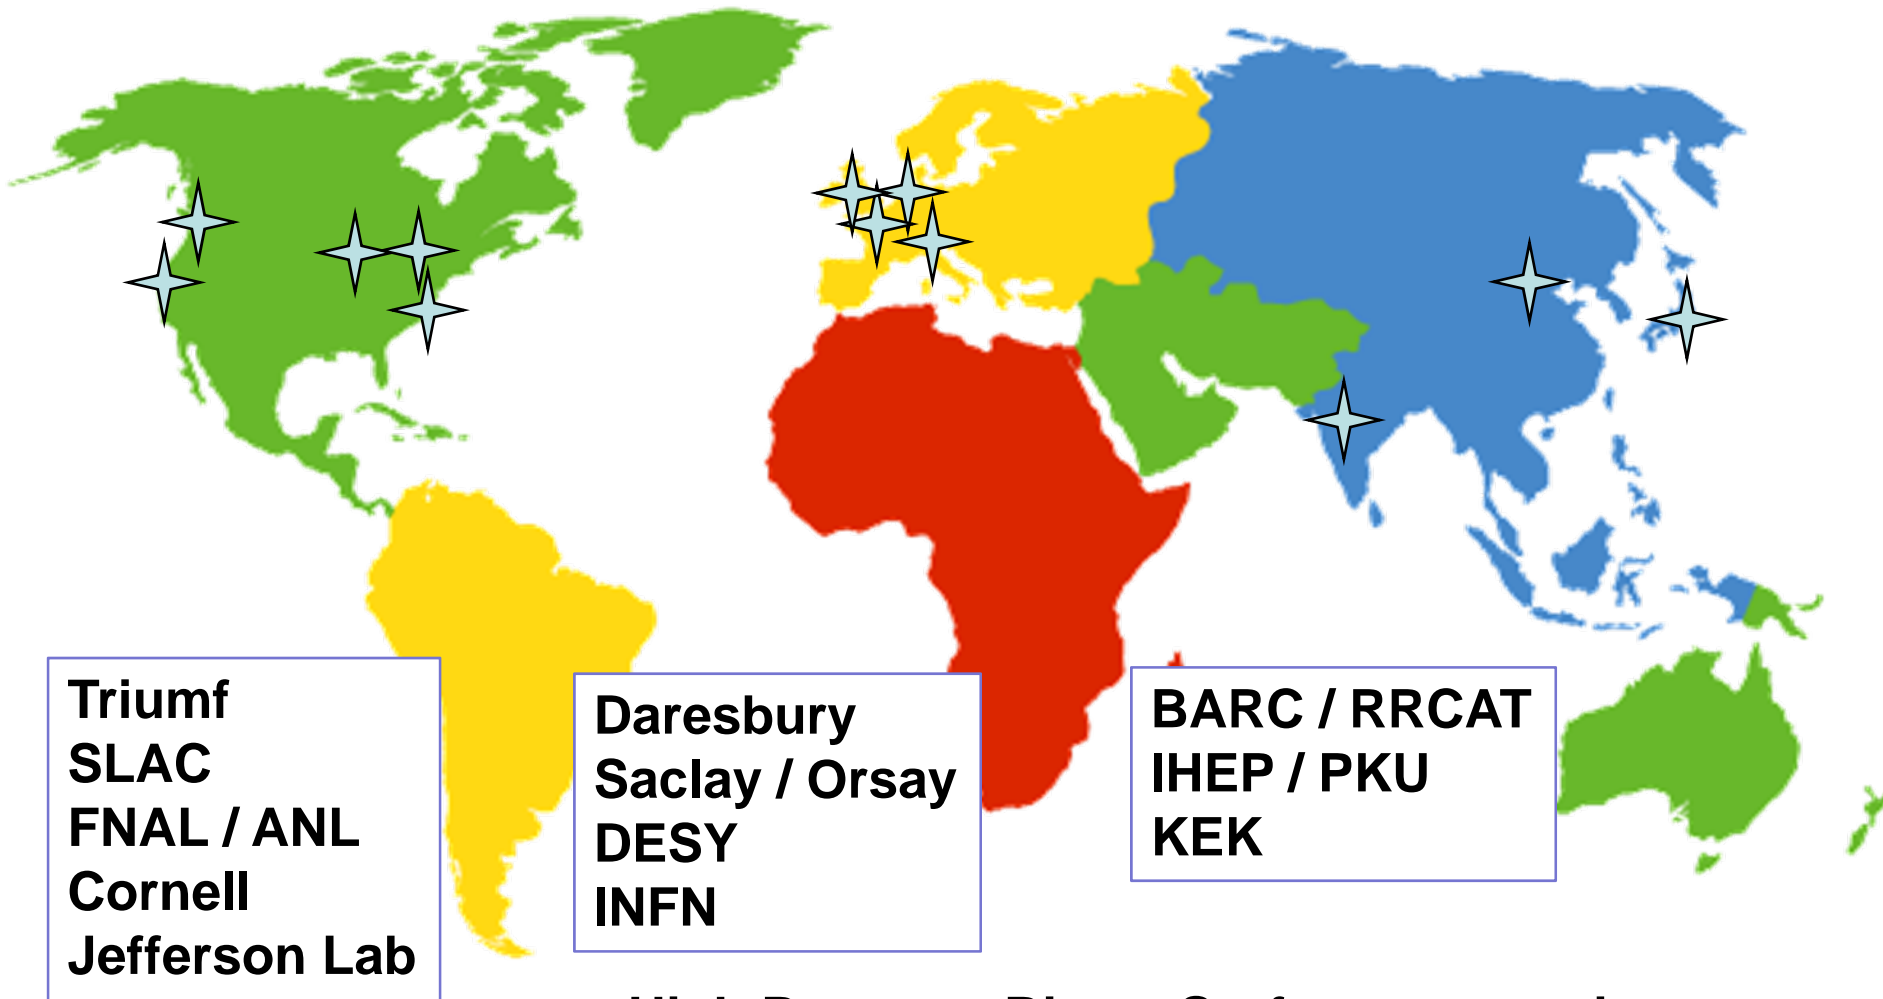 Triumf
SLAC
FNAL / ANL
Cornell
Jefferson Lab
Daresbury
Saclay / Orsay
DESY
INFN
BARC / RRCAT
IHEP / PKU
KEK